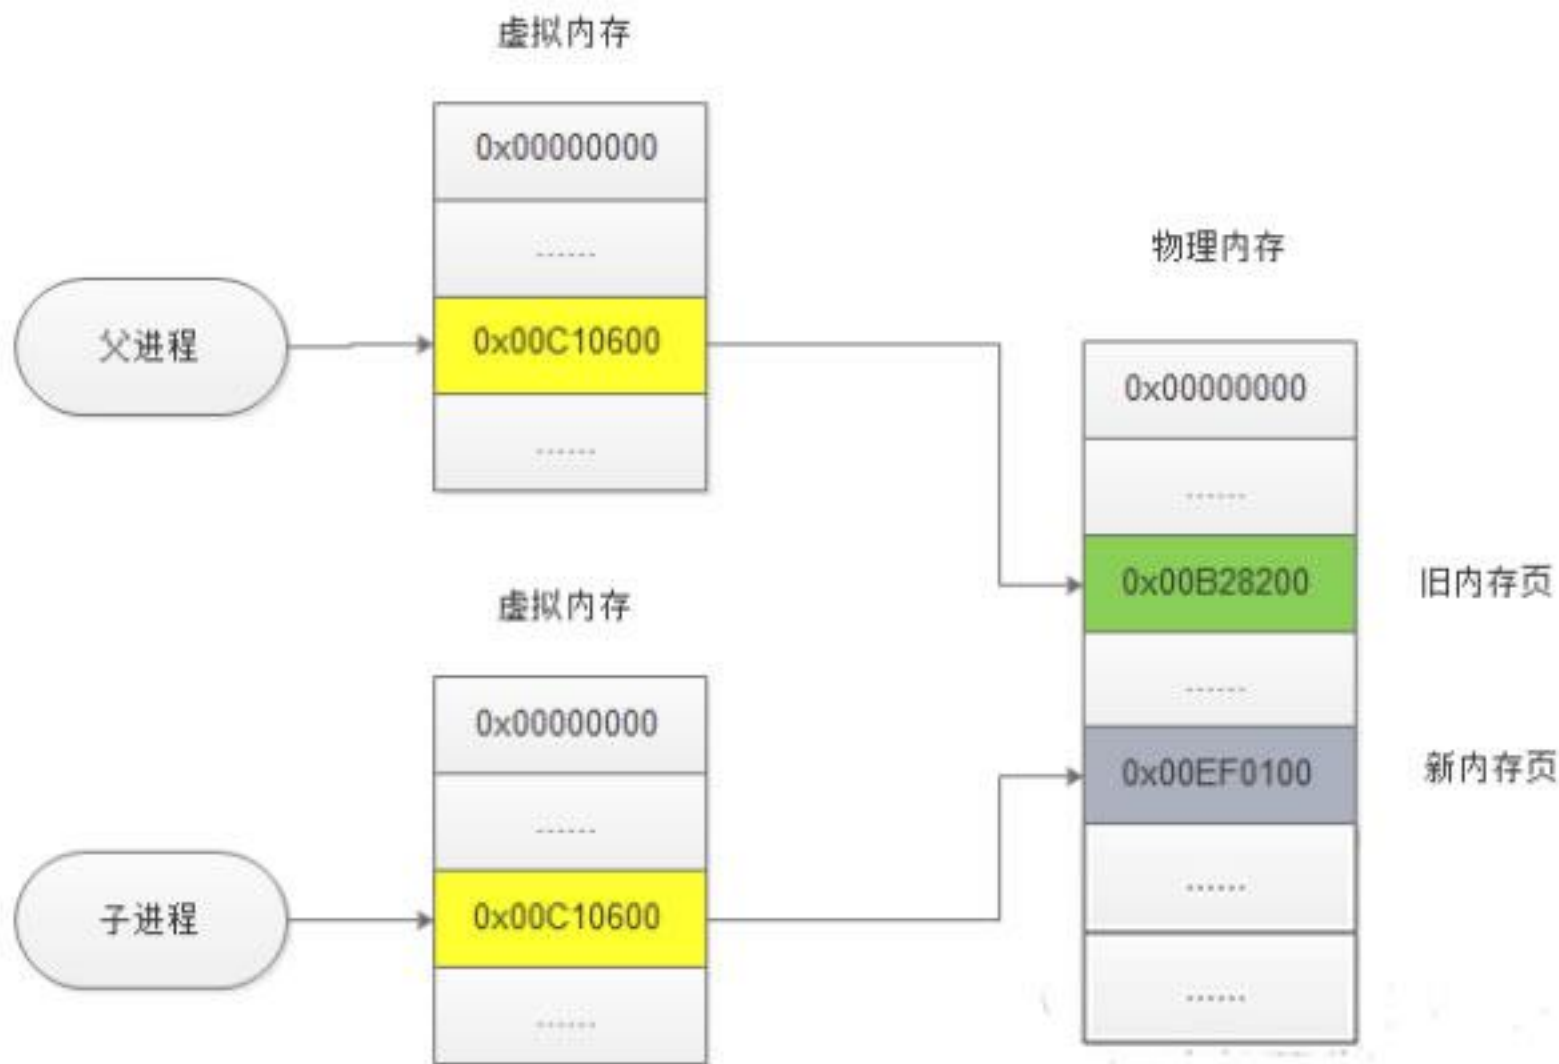 虚拟内存
0x00000000
......
父进程
0x00C10600
......
物理内存
0x00000000
......
0x00B28200
旧内存页
......
0x00EF0100
新内存页
......
......
虚拟内存
0x00000000
......
子进程
0x00C10600
......